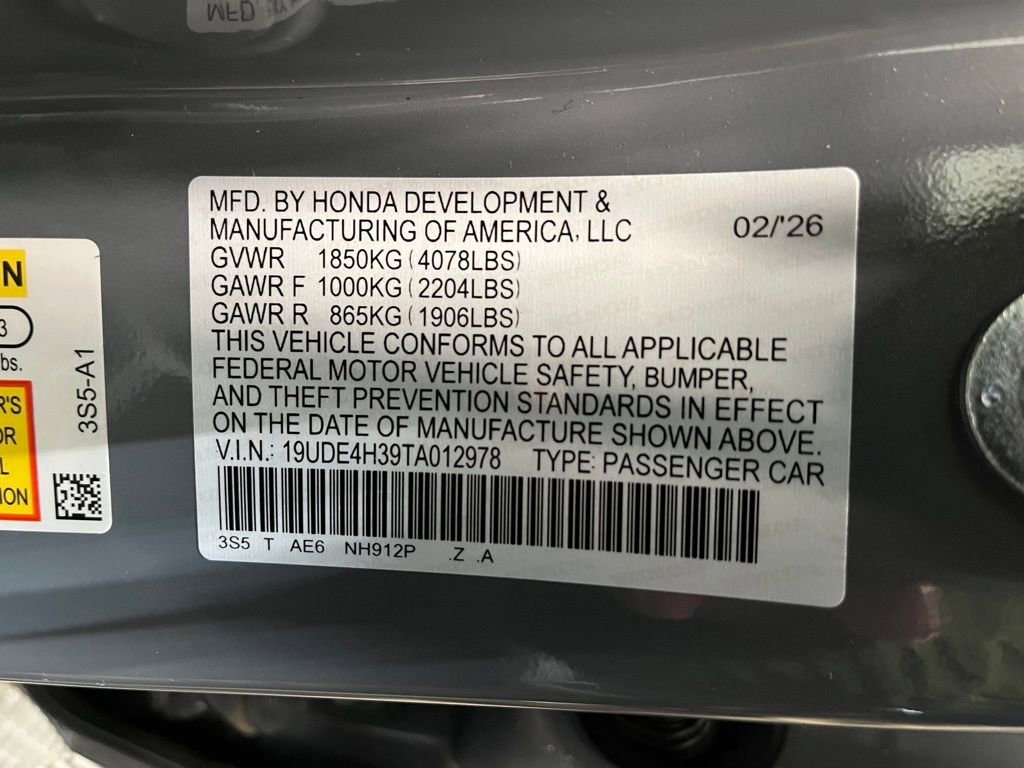 MFD.
MFD. BY HONDA DEVELOPMENT &
MANUFACTURING OF AMERICA, LLC 02/'26
GVWR 1850KG (4078LBS)
GAWR F 1000KG (2204LBS)
GAWR R 865KG (1906LBS)
THIS VEHICLE CONFORMS TO ALL APPLICABLE
FEDERAL MOTOR VEHICLE SAFETY, BUMPER,
AND THEFT PREVENTION STANDARDS IN EFFECT
ON THE DATE OF MANUFACTURE SHOWN ABOVE.
V.I.N.: 19UDE4H39TA012978 TYPE: PASSENGER CAR
3S5 T AE6 NH912P .Z .A
3S5-A1